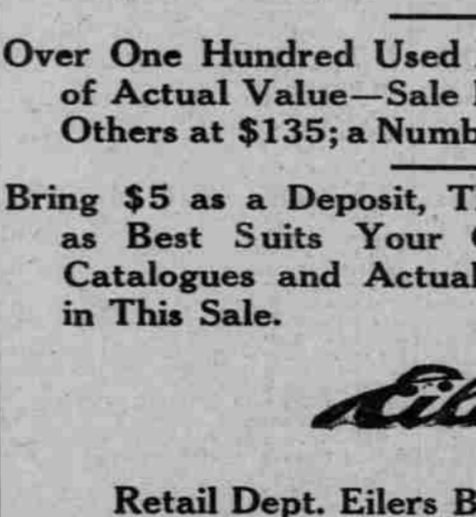 Over One Hundred Used
of Actual Value—Sale
Others at $135; a Numb
Bring $5 as a Deposit, T
as Best Suits Your
Catalogues and Actual
in This Sale.
Eil
Retail Dept. Eilers B